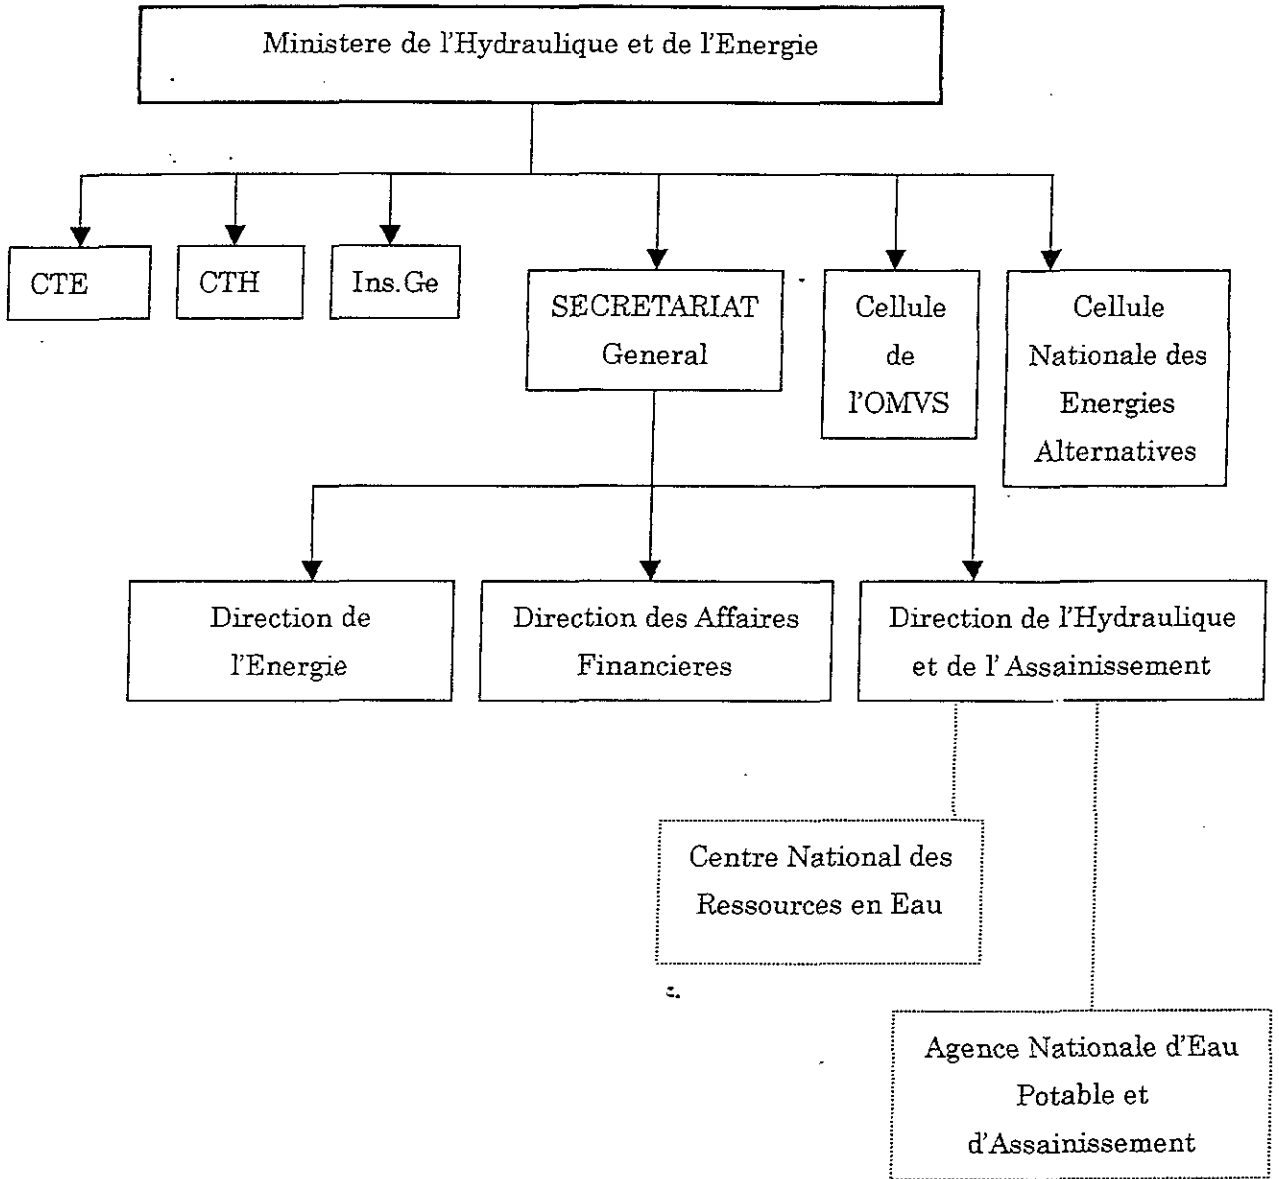 Ministere de l'Hydraulique et de l'Energie
CTE
CTH
Ins.Ge
SECRETARIAT
General
Cellule
de
l'OMVS
Cellule
Nationale des
Energies
Alternatives
Direction de
l'Energie
Direction des Affaires
Financieres
Direction de l'Hydraulique
et de l'Assainissement
Centre National des
Ressources en Eau
Agence Nationale d'Eau
Potable et
d'Assainissement